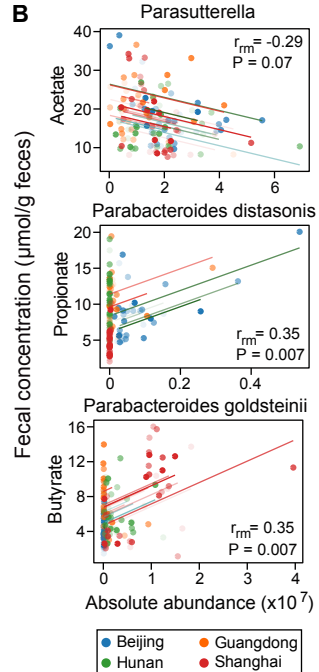 B
Parasutterella
Fecal concentration (μmol/g feces)
Acetate
40
30
20
10
r_rm= -0.29
P = 0.07
0 2 4 6
Parabacteroides distasonis
Propionate
20
15
10
5
r_rm= 0.35
P = 0.007
0 0.2 0.4
Parabacteroides goldsteinii
Butyrate
16
12
8
4
r_rm= 0.35
P = 0.007
0 1 2 3 4
Absolute abundance (x10⁷)
Beijing Guangdong
Hunan Shanghai